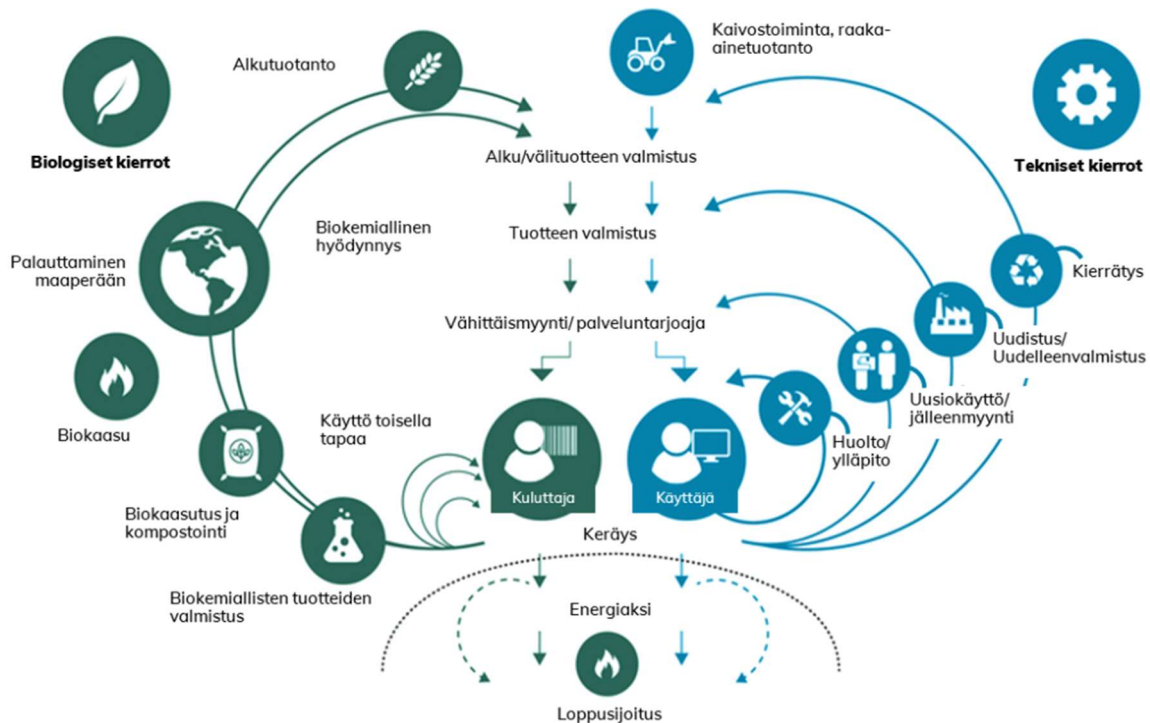 Kaivostoiminta, raaka-
ainetuotanto
Alkutuotanto
Biologiset kierrot
Tekniset kierrot
Alku/välituotteen valmistus
Biokemiallinen
hyödynnys
Tuotteen valmistus
Palauttaminen
maaperään
Kierrätys
Vähittäismyynti/ palveluntarjoaja
Uudistus/
Uudelleenvalmistus
Uusiokäyttö/
jälleenmyynti
Biokaasu
Käyttö toisella
tapaa
Huolto/
ylläpito
Kuluttaja
Käyttäjä
Biokaasutus ja
kompostointi
Keräys
Biokemiallisten tuotteiden
valmistus
Energiaksi
Loppusijoitus